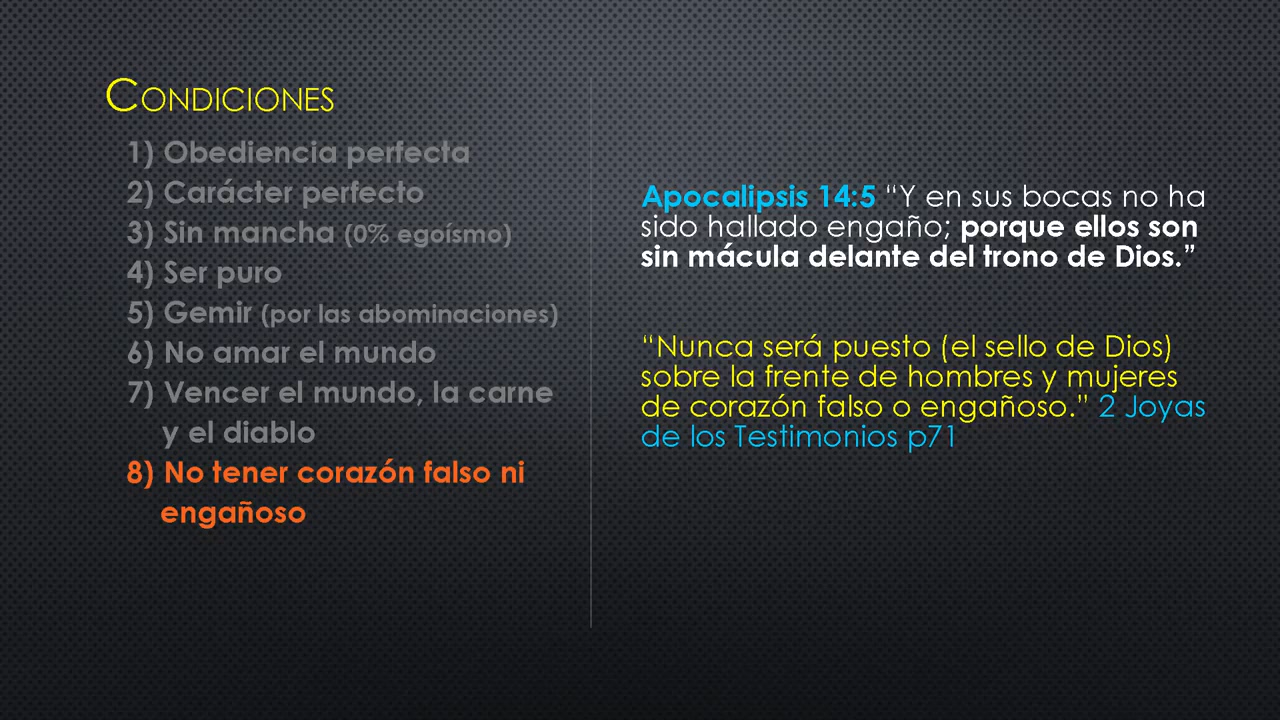 Condiciones
1) Obediencia perfecta
2) Carácter perfecto
3) Sin mancha (0% egoísmo)
4) Ser puro
5) Gemir (por las abominaciones)
6) No amar el mundo
7) Vencer el mundo, la carne
y el diablo
8) No tener corazón falso ni
engañoso
Apocalipsis 14:5 “Y en sus bocas no ha
sido hallado engaño; porque ellos son
sin mácula delante del trono de Dios.”
“Nunca será puesto (el sello de Dios)
sobre la frente de hombres y mujeres
de corazón falso o engañoso.” 2 Joyas
de los Testimonios p71